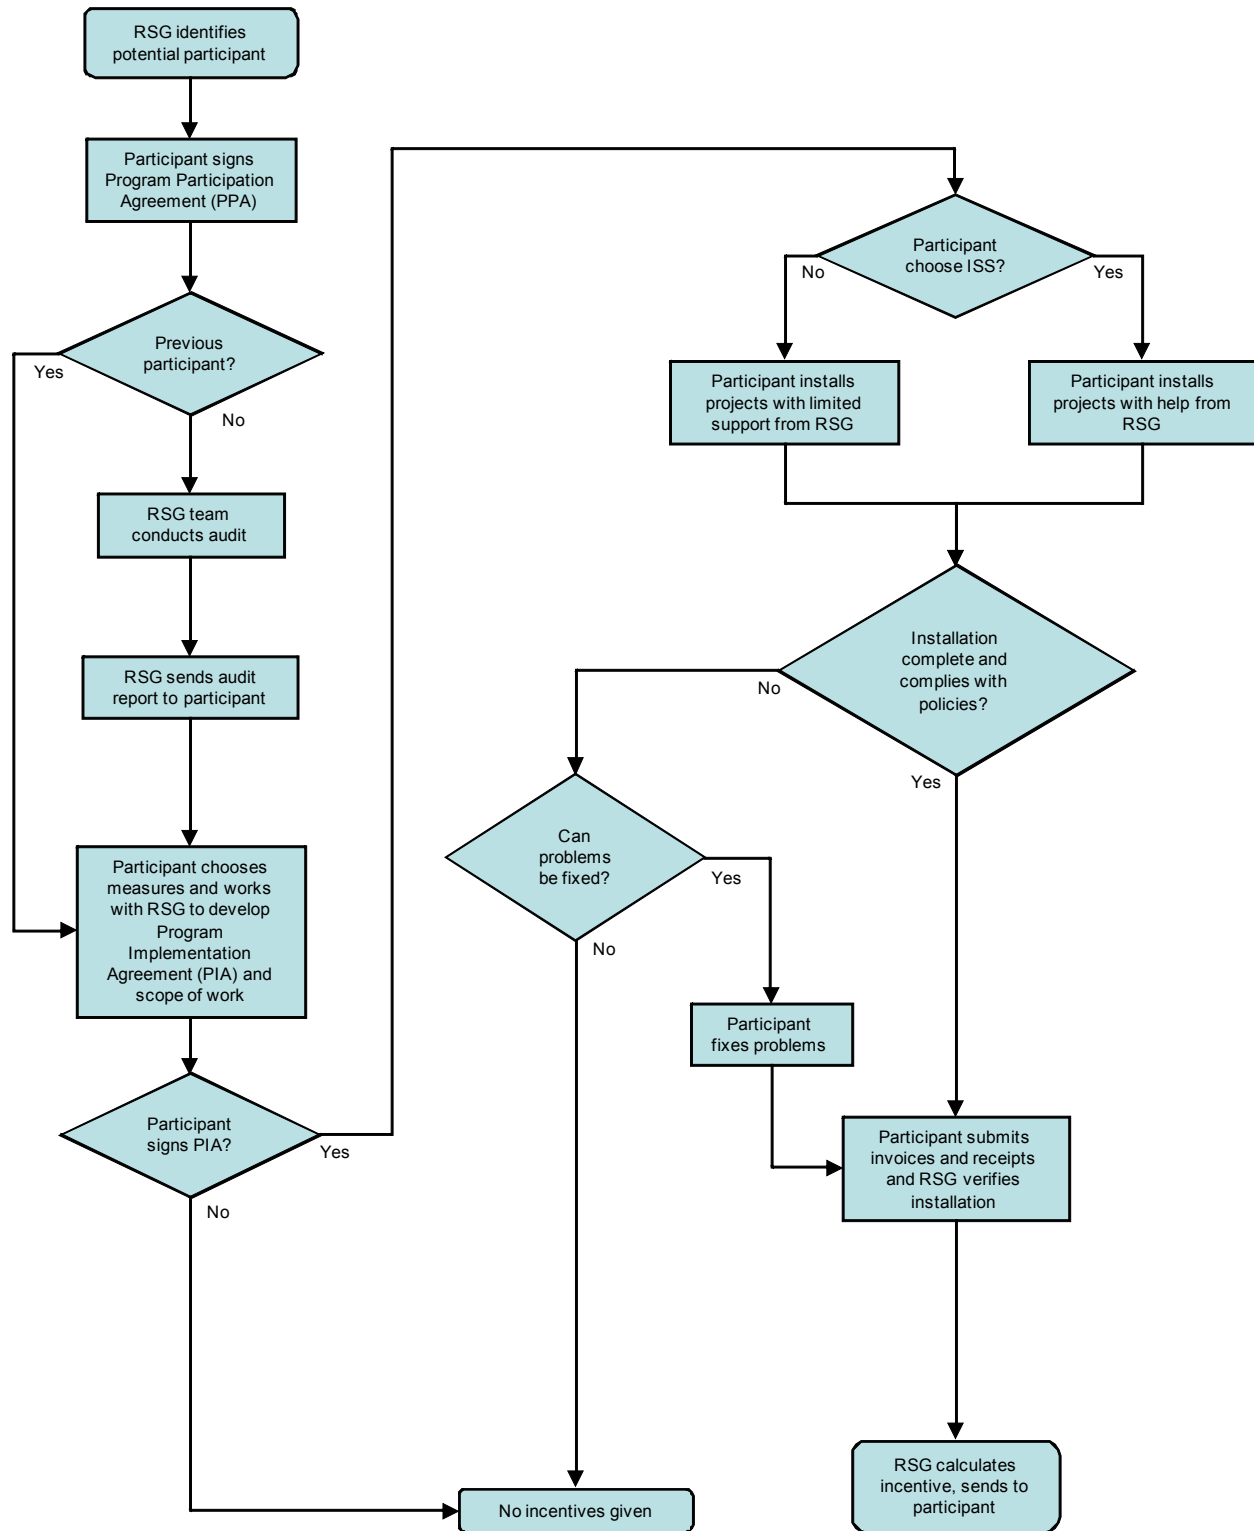 RSG identifies
potential participant
Participant signs
Program Participation
Agreement (PPA)
Previous
participant?
Yes
No
RSG team
conducts audit
RSG sends audit
report to participant
Participant chooses
measures and works
with RSG to develop
Program
Implementation
Agreement (PIA) and
scope of work
Participant
signs PIA?
Yes
No
Participant
choose ISS?
No
Yes
Participant installs
projects with limited
support from RSG
Participant installs
projects with help from
RSG
Installation
complete and
complies with
policies?
No
Yes
Can
problems
be fixed?
Yes
No
Participant
fixes problems
Participant submits
invoices and receipts
and RSG verifies
installation
No incentives given
RSG calculates
incentive, sends to
participant